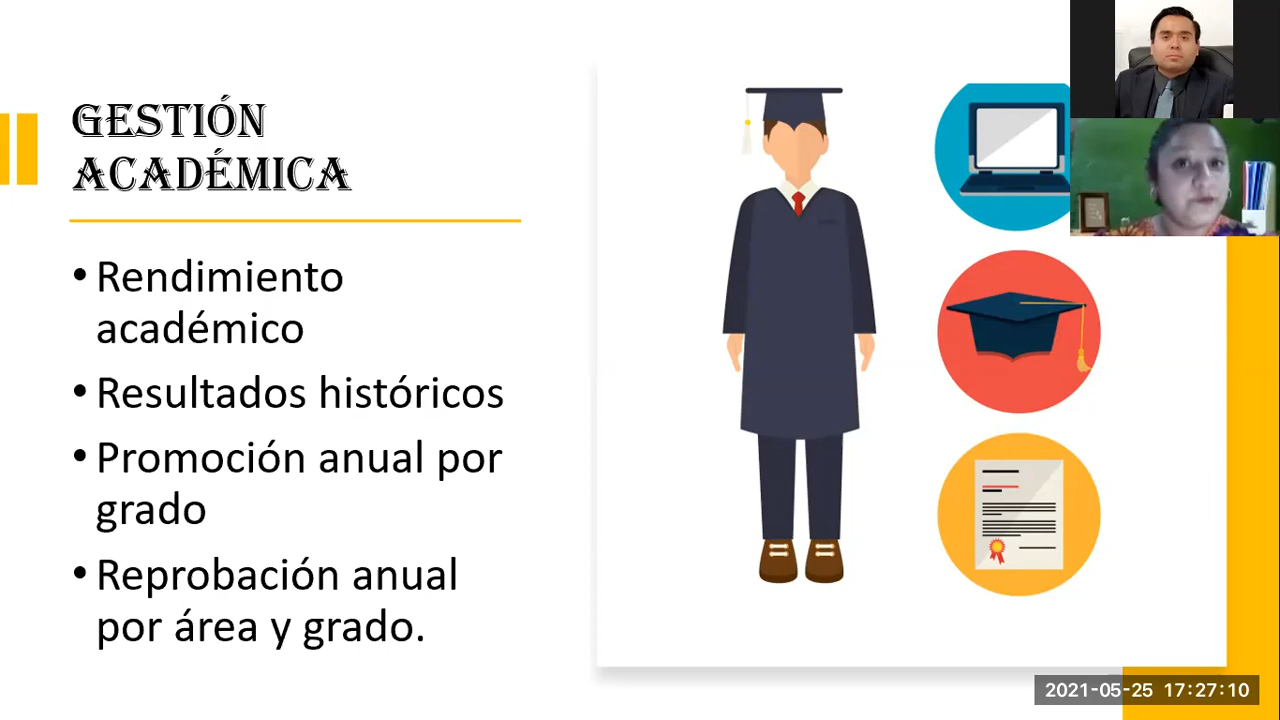 GESTIÓN
ACADÉMICA
• Rendimiento
académico
• Resultados históricos
• Promoción anual por
grado
• Reprobación anual
por área y grado.
2021-05-25 17:27:10